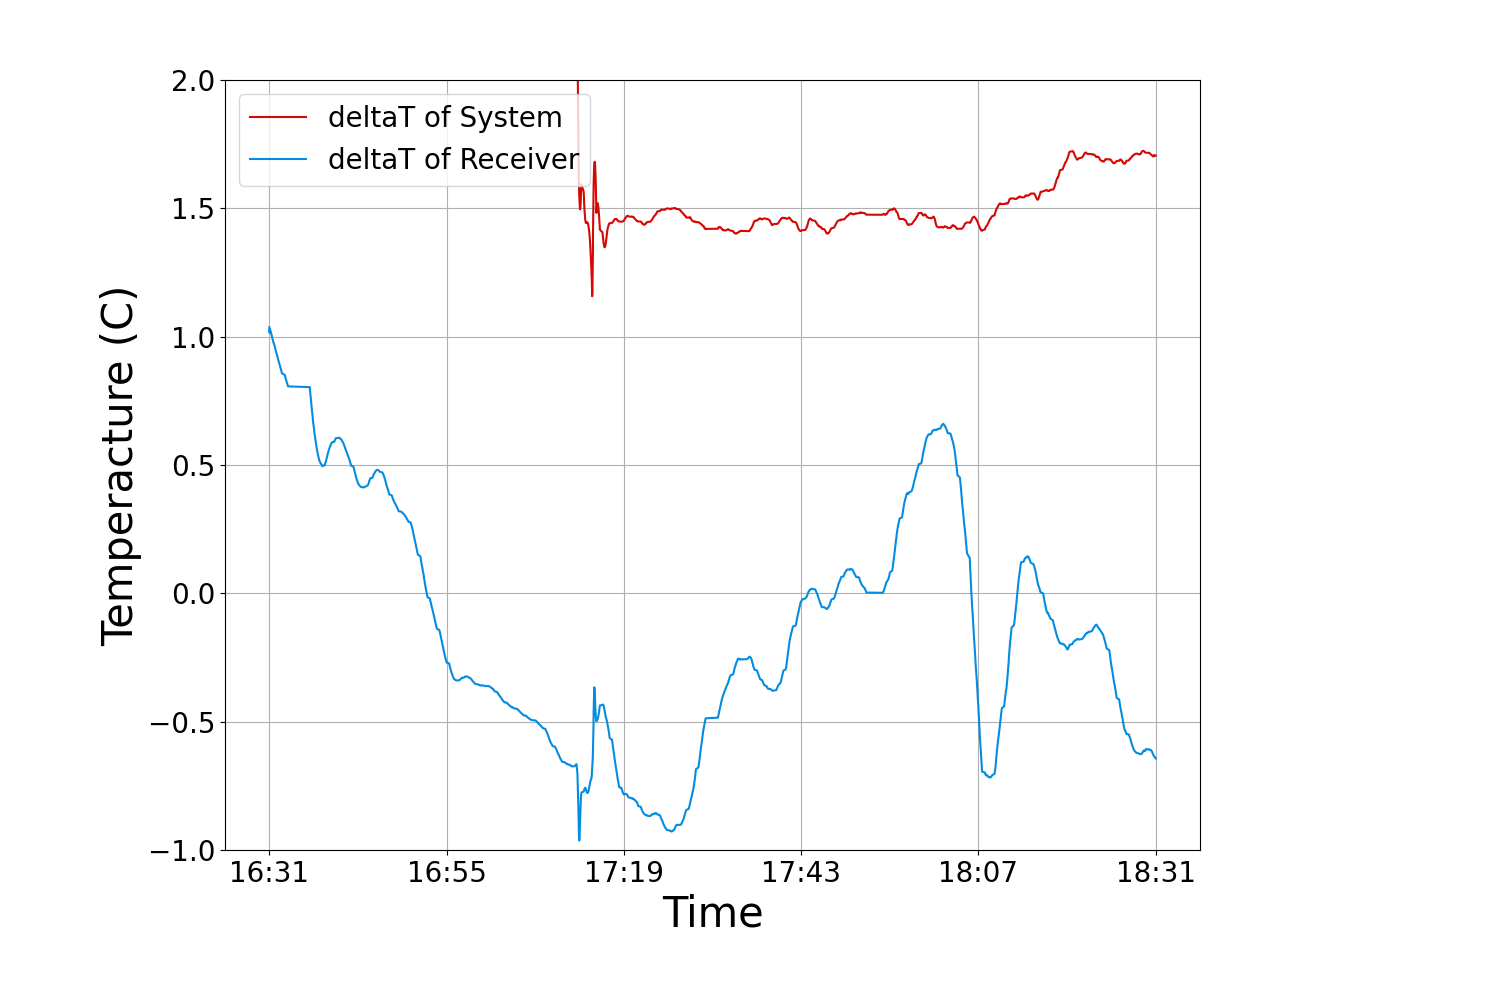 2.0
deltaT of System
deltaT of Receiver
1.5
1.0
0.5
0.0
−0.5
−1.0
Temperacture (C)
16:31 16:55 17:19 17:43 18:07 18:31
Time